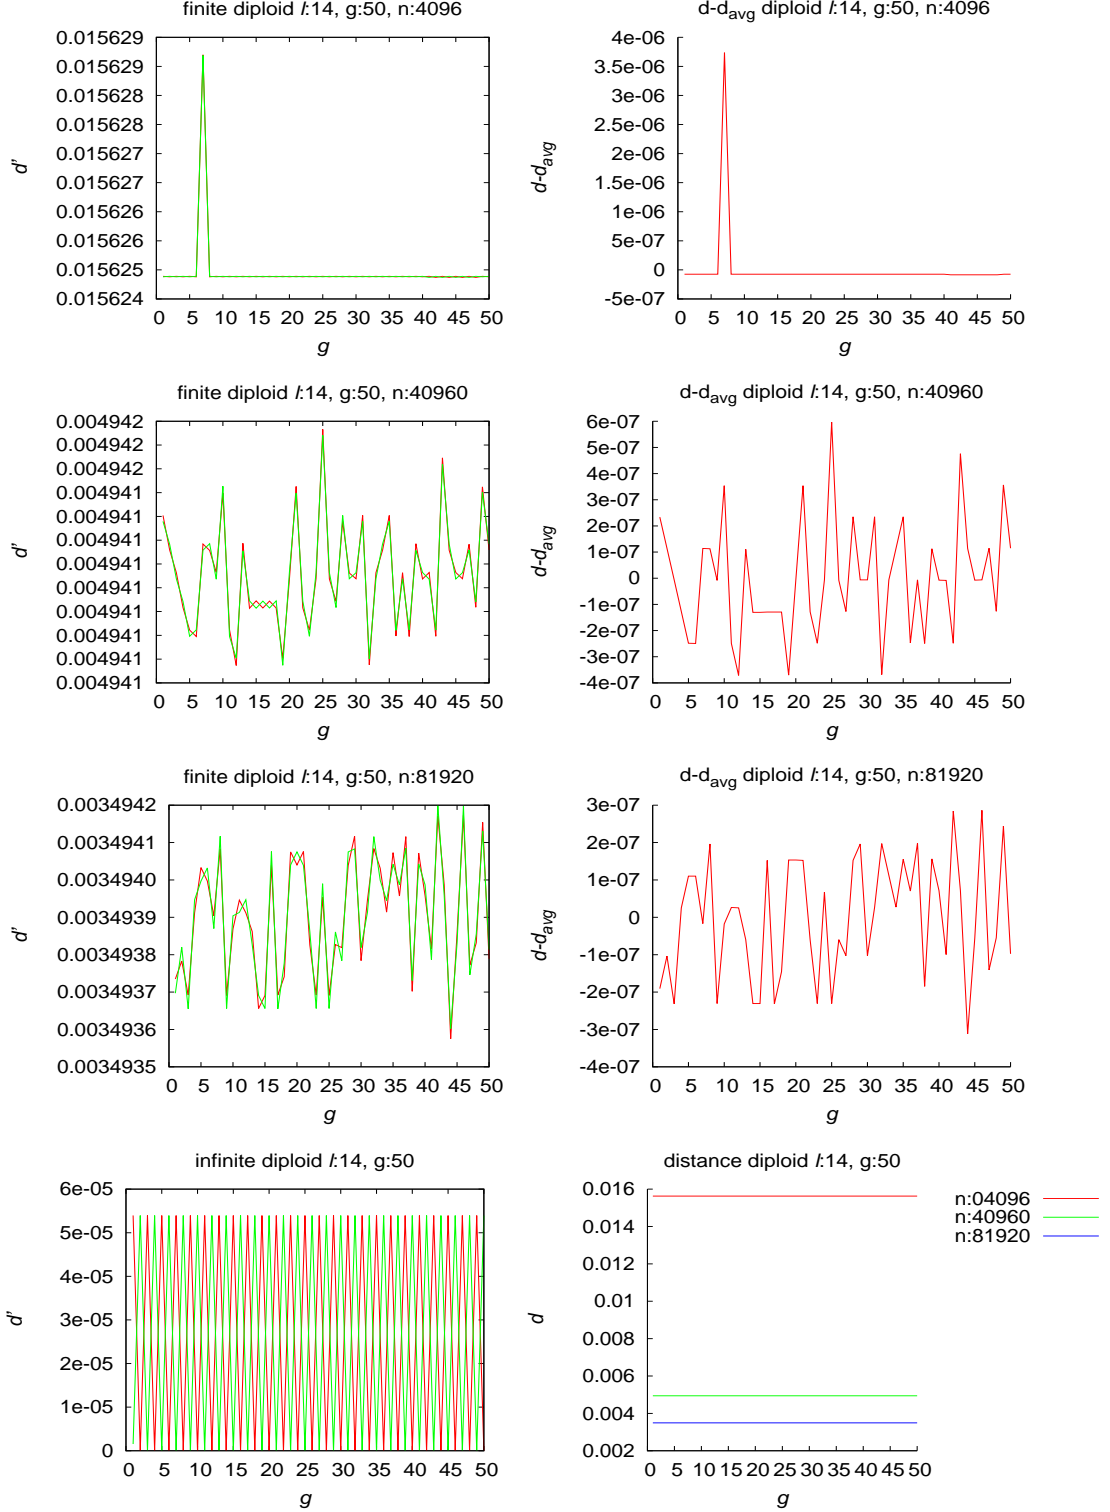 finite diploid l:14, g:50, n:4096
0.015629
0.015629
0.015628
0.015628
0.015627
0.015627
0.015626
0.015626
0.015625
0.015624
d'
0 5 10 15 20 25 30 35 40 45 50
g
d-davg diploid l:14, g:50, n:4096
4e-06
3.5e-06
3e-06
2.5e-06
2e-06
1.5e-06
1e-06
5e-07
0
-5e-07
d-davg
0 5 10 15 20 25 30 35 40 45 50
g
finite diploid l:14, g:50, n:40960
0.004942
0.004942
0.004942
0.004941
0.004941
0.004941
0.004941
0.004941
0.004941
0.004941
0.004941
0.004941
d'
0 5 10 15 20 25 30 35 40 45 50
g
d-davg diploid l:14, g:50, n:40960
6e-07
5e-07
4e-07
3e-07
2e-07
1e-07
0
-1e-07
-2e-07
-3e-07
-4e-07
d-davg
0 5 10 15 20 25 30 35 40 45 50
g
finite diploid l:14, g:50, n:81920
0.0034942
0.0034941
0.0034940
0.0034939
0.0034938
0.0034937
0.0034936
0.0034935
d'
0 5 10 15 20 25 30 35 40 45 50
g
d-davg diploid l:14, g:50, n:81920
3e-07
2e-07
1e-07
0
-1e-07
-2e-07
-3e-07
-4e-07
d-davg
0 5 10 15 20 25 30 35 40 45 50
g
infinite diploid l:14, g:50
6e-05
5e-05
4e-05
3e-05
2e-05
1e-05
0
d'
0 5 10 15 20 25 30 35 40 45 50
g
distance diploid l:14, g:50
0.016
0.014
0.012
0.01
0.008
0.006
0.004
0.002
d
0 5 10 15 20 25 30 35 40 45 50
g
n:04096
n:40960
n:81920